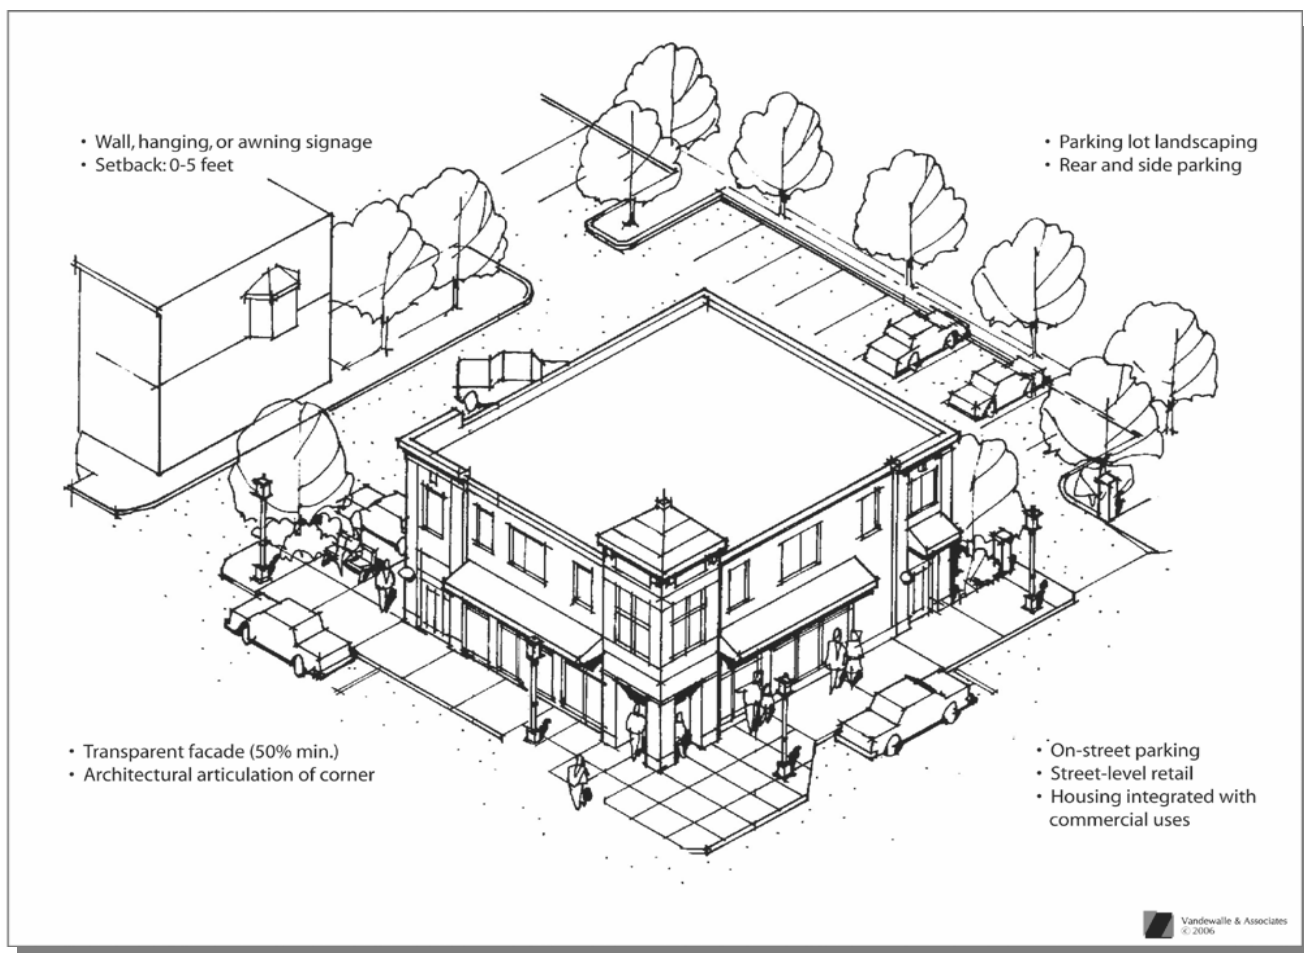 • Wall, hanging, or awning signage
• Setback: 0-5 feet
• Parking lot landscaping
• Rear and side parking
• Transparent facade (50% min.)
• Architectural articulation of corner
• On-street parking
• Street-level retail
• Housing integrated with
commercial uses
Vandewalle & Associates
© 2006